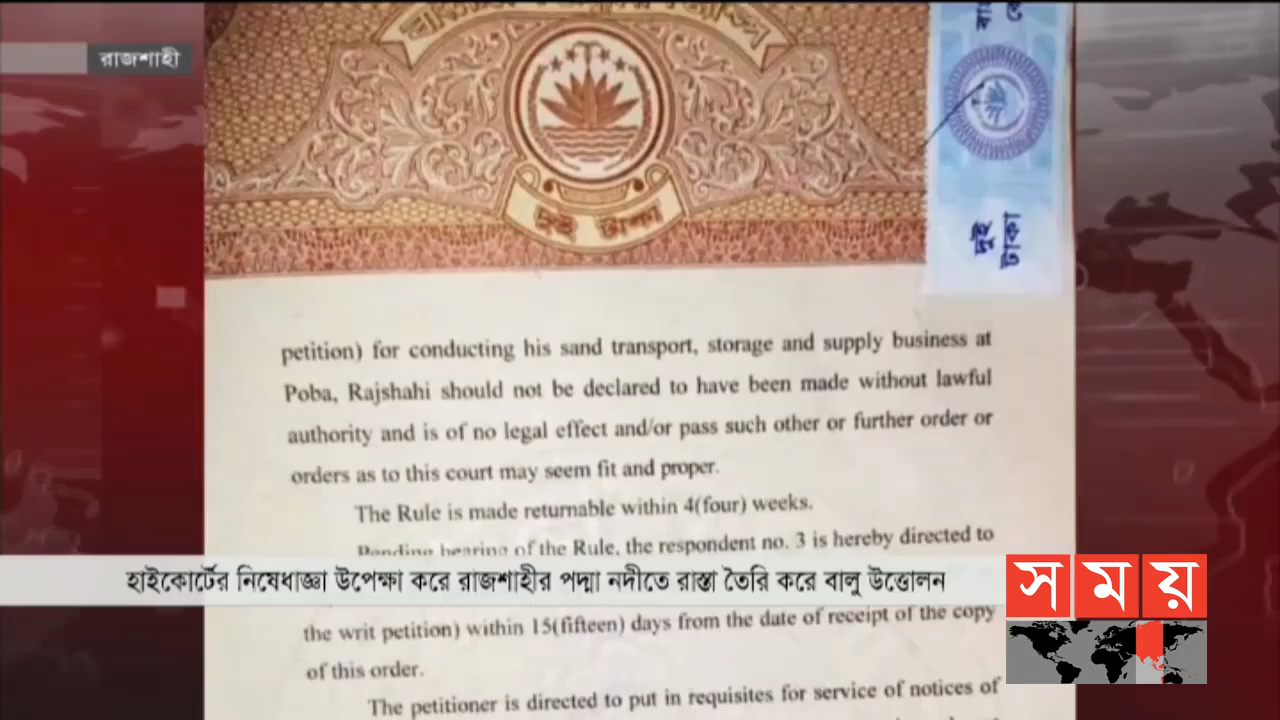 রাজশাহী
দুই টাকা
দুই
টাকা
petition) for conducting his sand transport, storage and supply business at
Poba, Rajshahi should not be declared to have been made without lawful
authority and is of no legal effect and/or pass such other or further order or
orders as to this court may seem fit and proper.
The Rule is made returnable within 4(four) weeks.
Pending hearing of the Rule, the respondent no. 3 is hereby directed to
হাইকোর্টের নিষেধাজ্ঞা উপেক্ষা করে রাজশাহীর পদ্মা নদীতে রাস্তা তৈরি করে বালু উত্তোলন
সময়
the writ petition) within 15(fifteen) days from the date of receipt of the copy
of this order.
The petitioner is directed to put in requisites for service of notices of